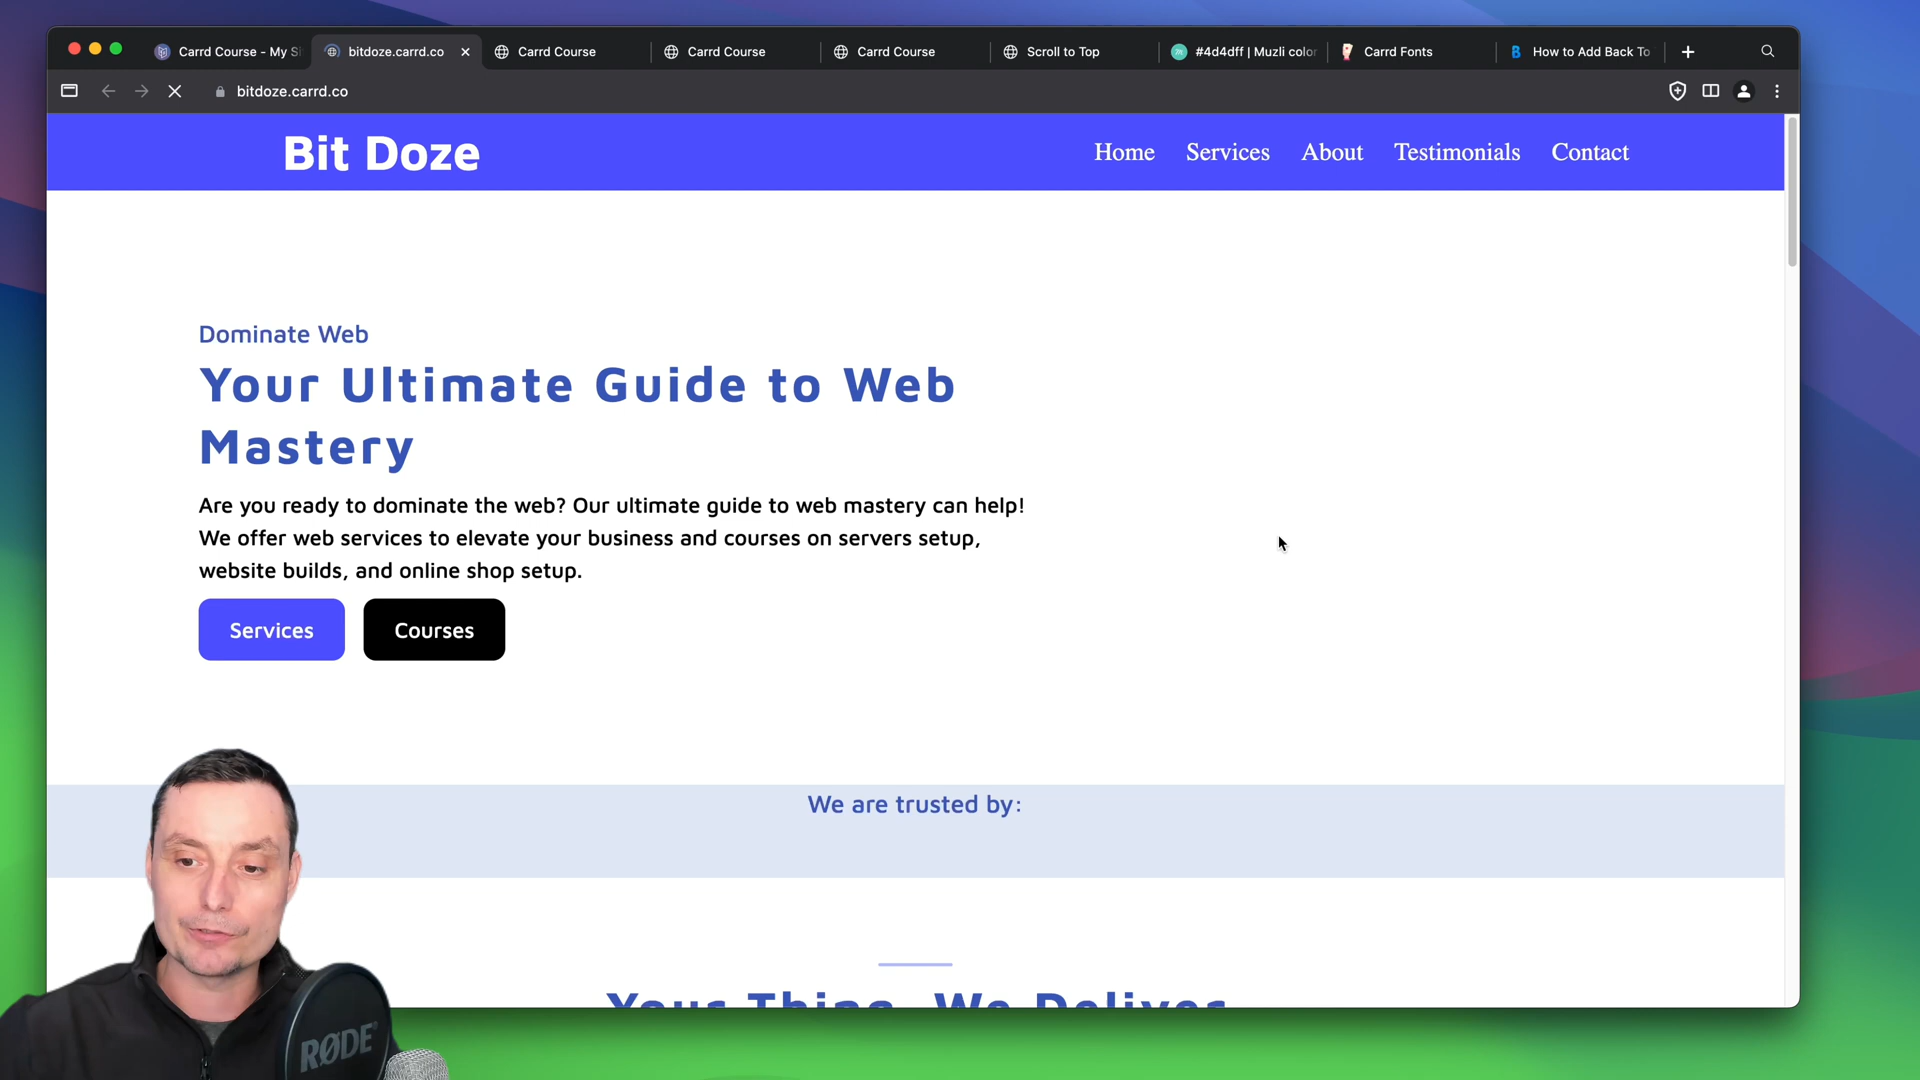 Carrd Course - My Si
bitdoze.carrd.co
Carrd Course
Carrd Course
Carrd Course
Scroll to Top
#4d4dff | Muzli color
Carrd Fonts
How to Add Back To
bitdoze.carrd.co
Bit Doze
Home Services About Testimonials Contact
Dominate Web
Your Ultimate Guide to Web
Mastery
Are you ready to dominate the web? Our ultimate guide to web mastery can help!
We offer web services to elevate your business and courses on servers setup,
website builds, and online shop setup.
Services Courses
We are trusted by:
Your Thing, We Deliver
RØDE